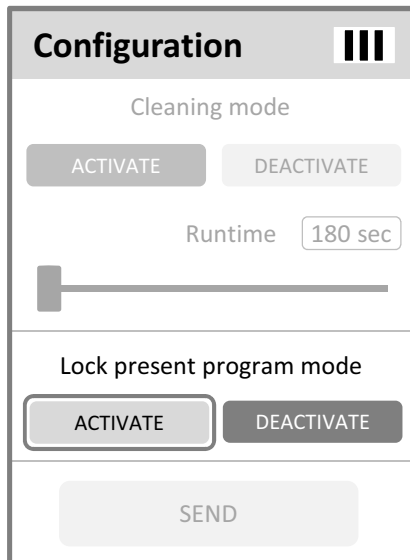 Configuration
Cleaning mode
ACTIVATE DEACTIVATE
Runtime 180 sec
Lock present program mode
ACTIVATE DEACTIVATE
SEND